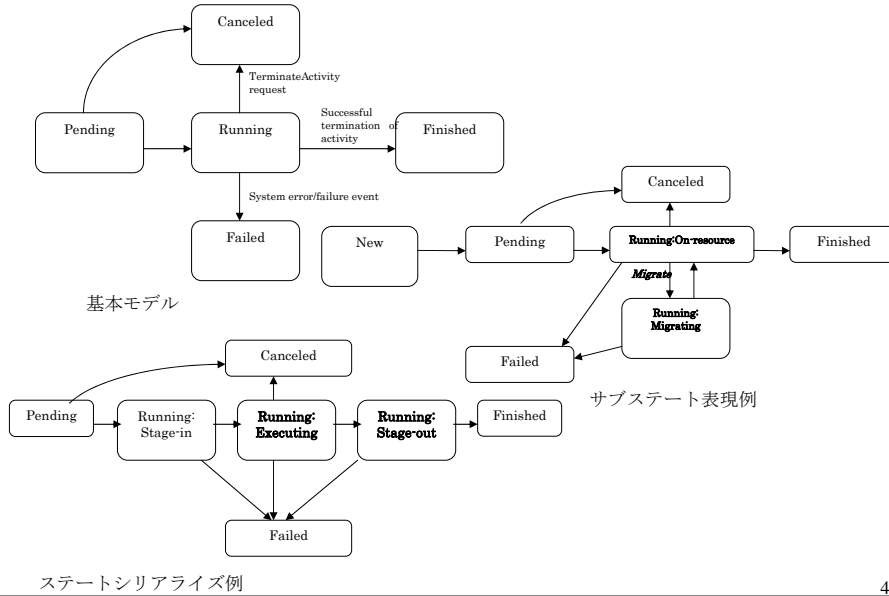 Canceled
TerminateActivity
request
Pending
Running
Successful
termination of
activity
Finished
System error/failure event
Failed
基本モデル
Canceled
New
Pending
Running:On-resource
Finished
Migrate
Running:
Migrating
Failed
サブステート表現例
Canceled
Pending
Running:
Stage-in
Running:
Executing
Running:
Stage-out
Finished
Failed
ステートシリアライズ例
4